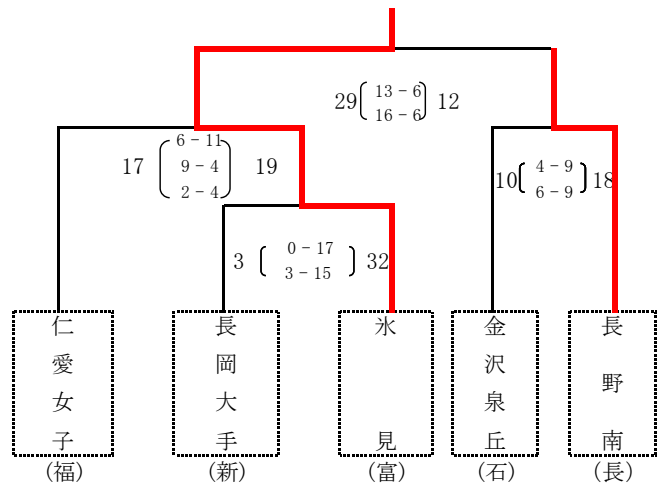 29 13－6 12
16－6
17 6－11 19
9－4
2－4
10 4－9 18
6－9
3 0－17 32
3－15
仁愛女子
長岡大手
氷見
金沢泉丘
長野南
(福)
(新)
(富)
(石)
(長)